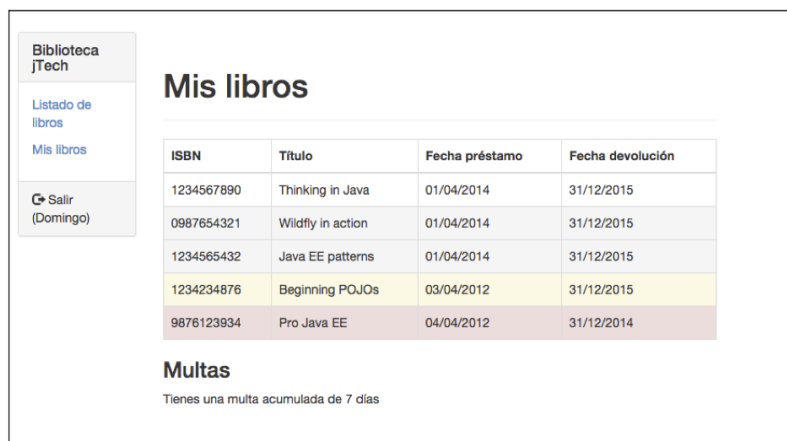 Biblioteca
jTech
Listado de
libros
Mis libros
Salir
(Domingo)
Mis libros
ISBN Título Fecha préstamo Fecha devolución
1234567890 Thinking in Java 01/04/2014 31/12/2015
0987654321 Wildfly in action 01/04/2014 31/12/2015
1234565432 Java EE patterns 01/04/2014 31/12/2015
1234234876 Beginning POJOs 03/04/2012 31/12/2015
9876123934 Pro Java EE 04/04/2012 31/12/2014
Multas
Tienes una multa acumulada de 7 días